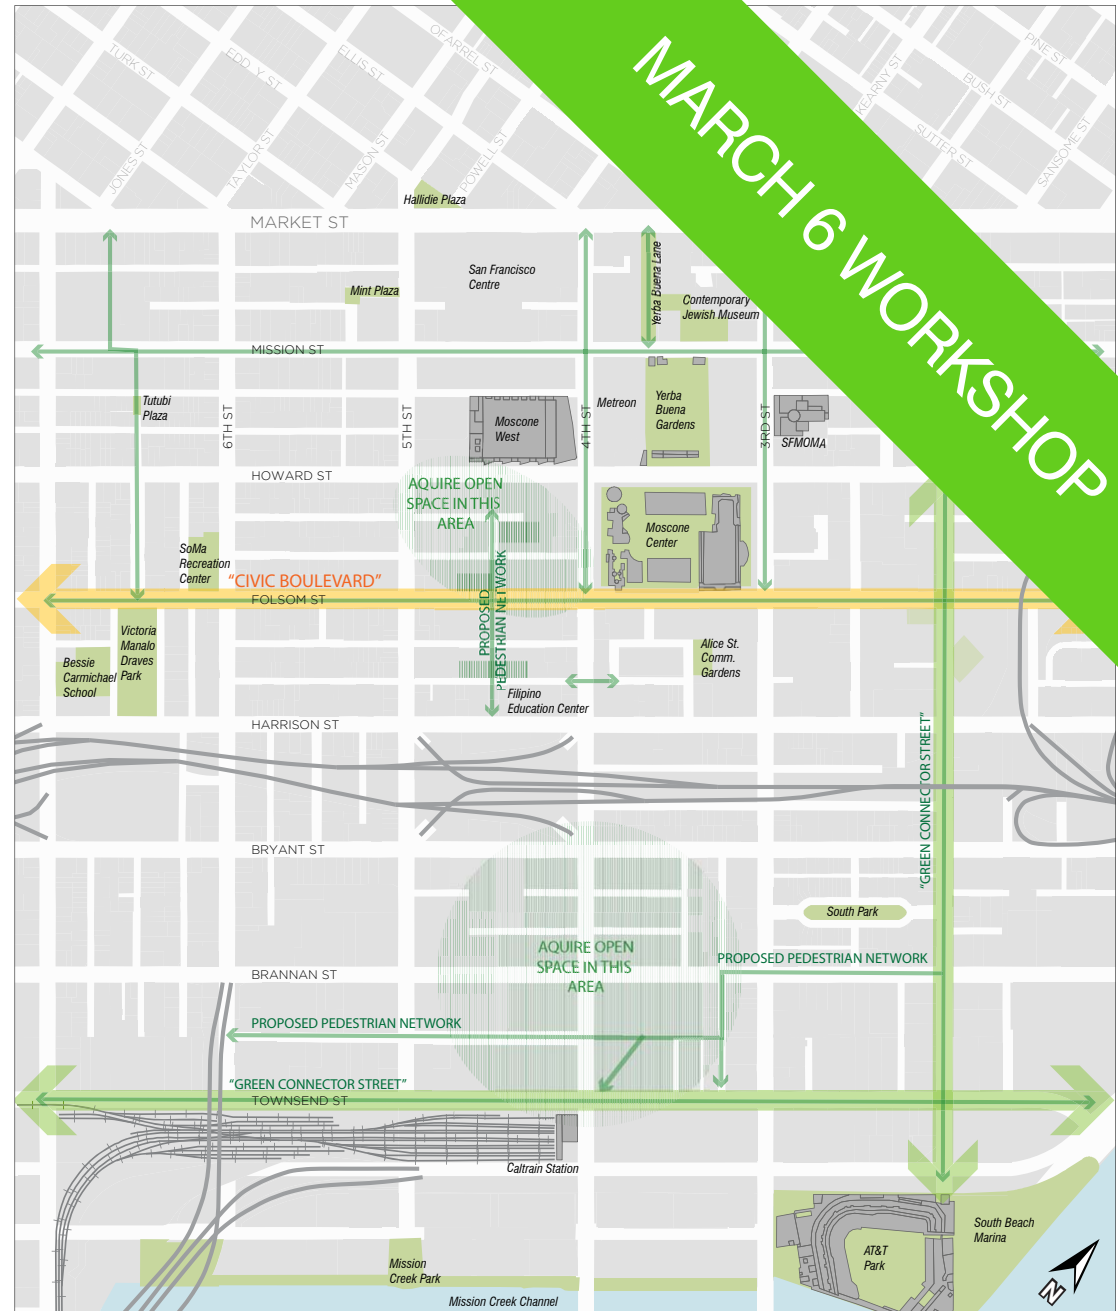 TURK ST
EDDY ST
ELLIS ST
OFARREL ST
KEARNY ST
PINE ST
BUSH ST
SUTTER ST
SANSOME ST
JONES ST
TAYLOR ST
MASON ST
POWELL ST
MARCH 6 WORKSHOP
Hallidie Plaza
MARKET ST
San Francisco
Centre
Mint Plaza
Yerba Buena Lane
Contemporary
Jewish Museum
MISSION ST
Tutubi
Plaza
6TH ST
5TH ST
Moscone
West
4TH ST
Metreon
Yerba
Buena
Gardens
3RD ST
SFMOMA
HOWARD ST
AQUIRE OPEN
SPACE IN THIS
AREA
Moscone
Center
SoMa
Recreation
Center
PROPOSED
PEDESTRIAN NETWORK
“CIVIC BOULEVARD”
FOLSOM ST
Victoria
Manalo
Draves
Park
Bessie
Carmichael
School
Alice St.
Comm.
Gardens
Filipino
Education Center
HARRISON ST
“GREEN CONNECTOR STREET”
BRYANT ST
South Park
AQUIRE OPEN
SPACE IN THIS
AREA
PROPOSED PEDESTRIAN NETWORK
BRANNAN ST
PROPOSED PEDESTRIAN NETWORK
“GREEN CONNECTOR STREET”
TOWNSEND ST
Caltrain Station
South Beach
Marina
AT&T
Park
Mission
Creek Park
Mission Creek Channel
N